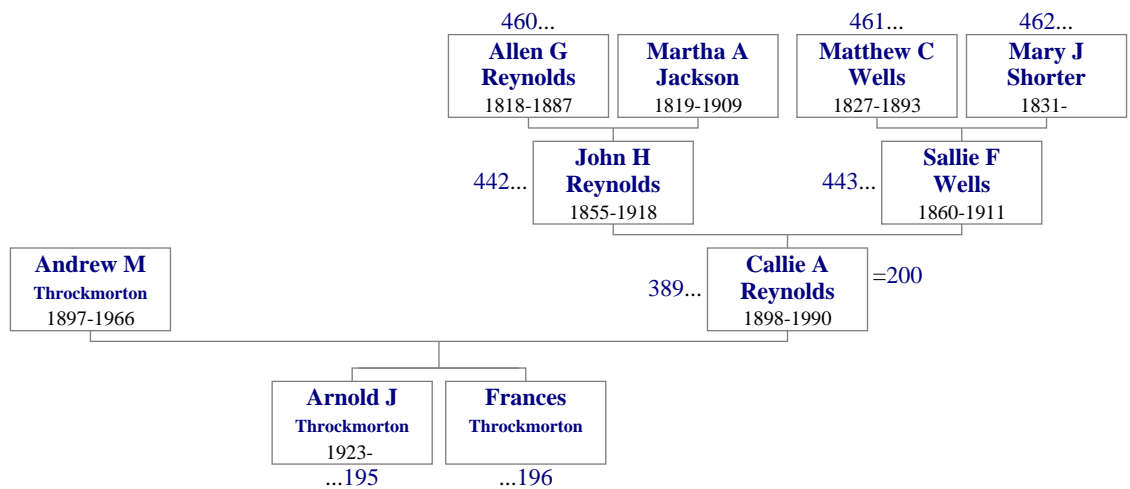 460...
461...
462...
Allen G
Reynolds
1818-1887
Martha A
Jackson
1819-1909
Matthew C
Wells
1827-1893
Mary J
Shorter
1831-
442...
John H
Reynolds
1855-1918
443...
Sallie F
Wells
1860-1911
Andrew M
Throckmorton
1897-1966
389...
Callie A
Reynolds
1898-1990
=200
Arnold J
Throckmorton
1923-
...195
Frances
Throckmorton
...196